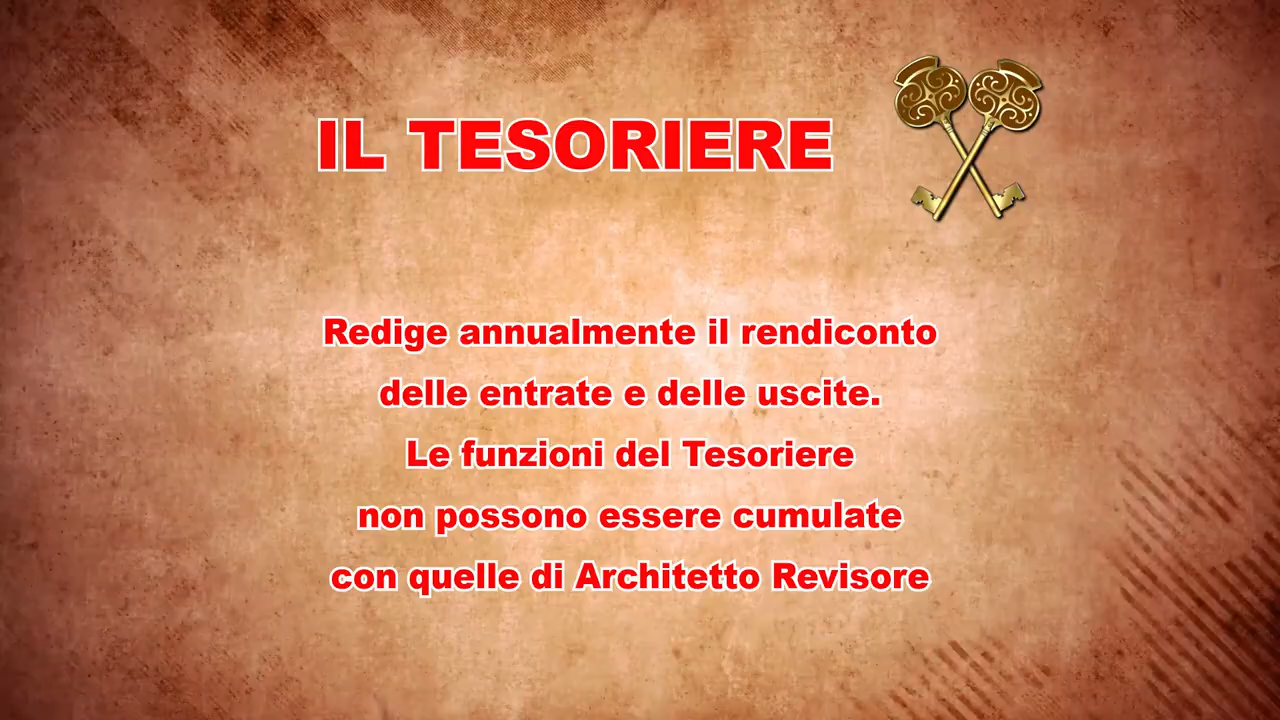 IL TESORIERE
Redige annualmente il rendiconto
delle entrate e delle uscite.
Le funzioni del Tesoriere
non possono essere cumulate
con quelle di Architetto Revisore